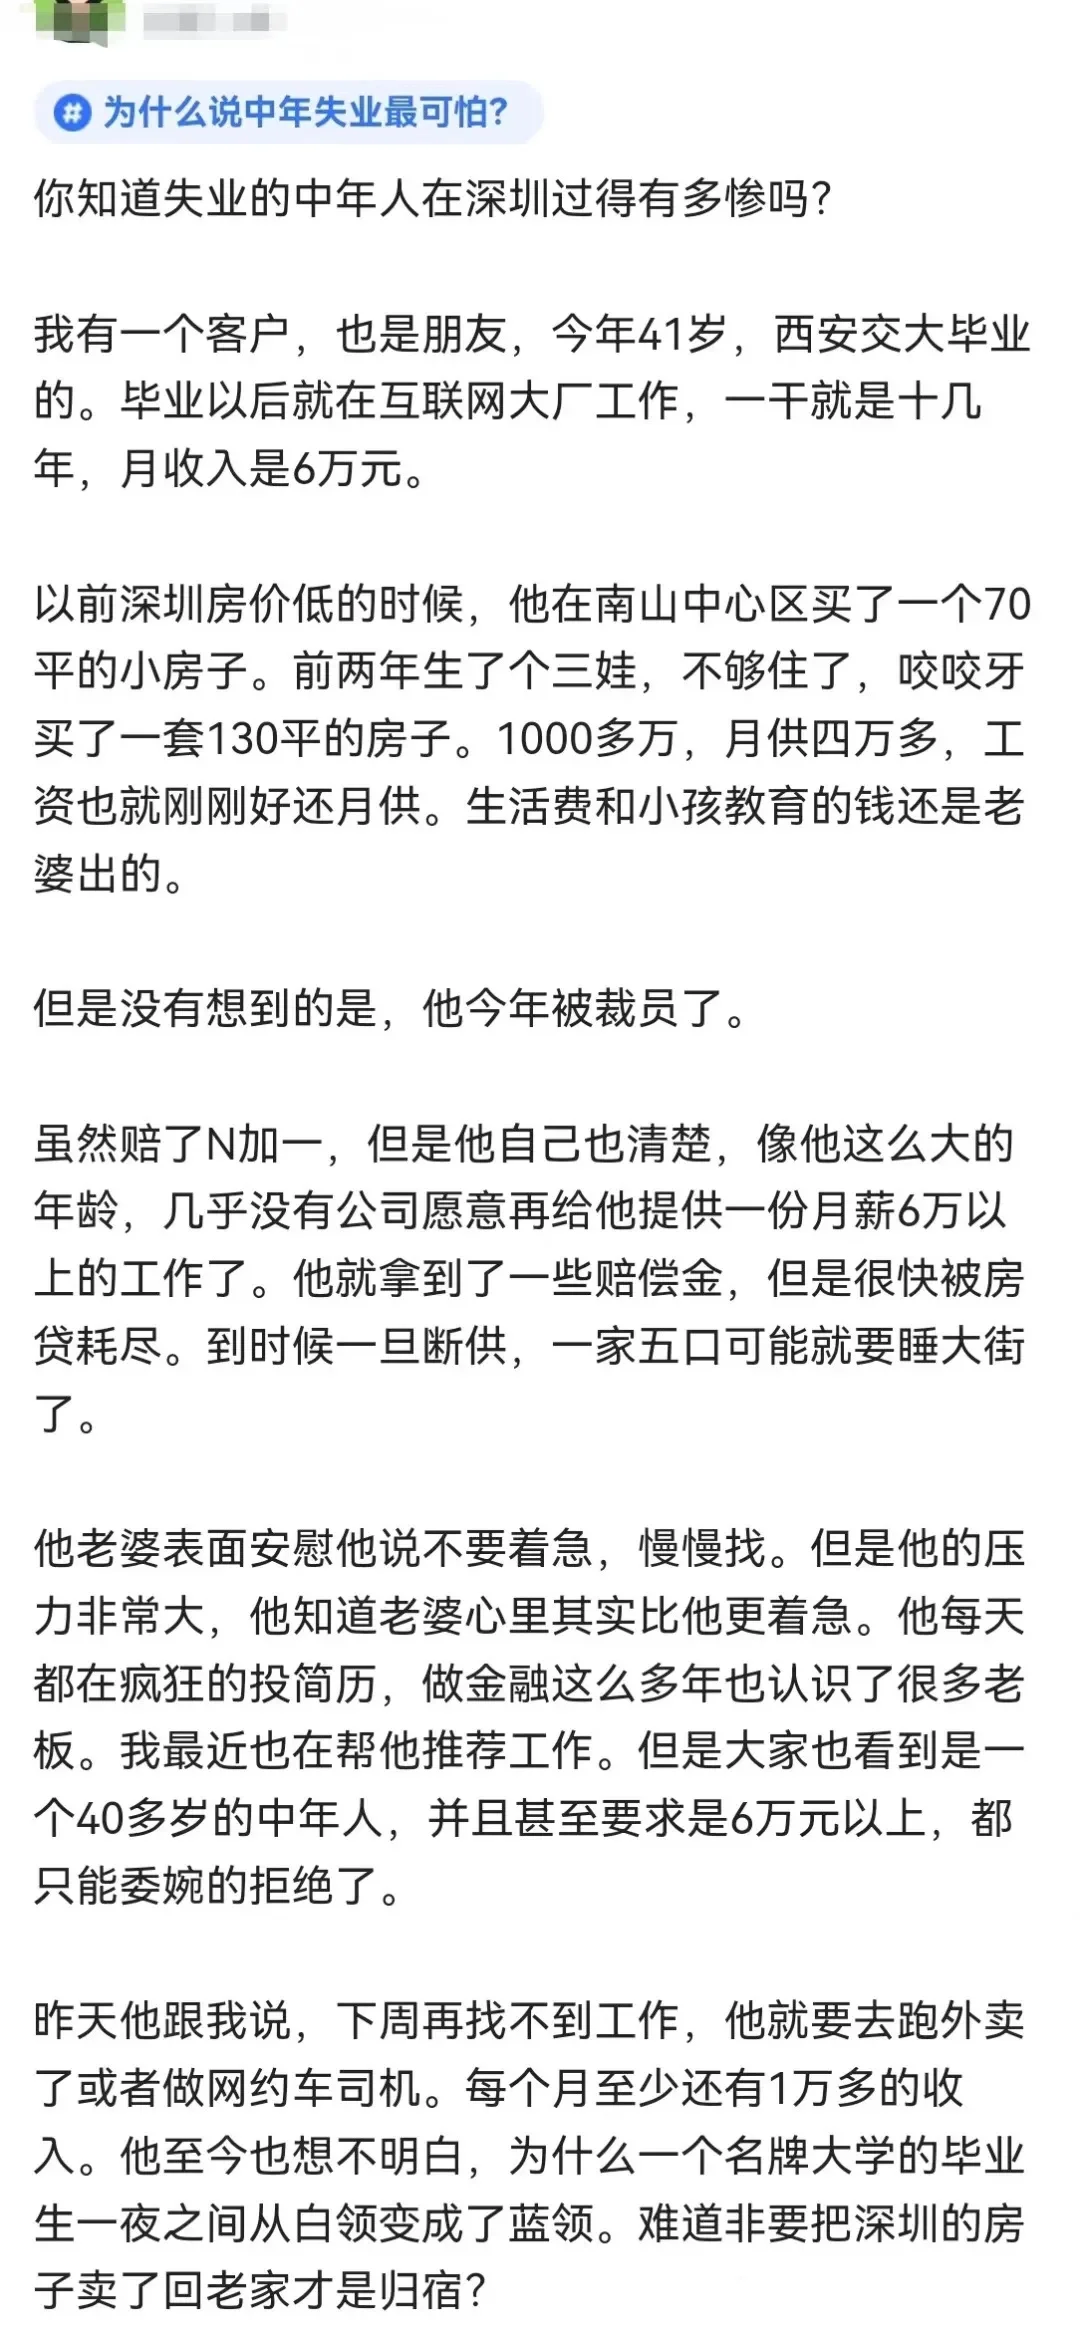 # 为什么说中年失业最可怕？
你知道失业的中年人在深圳过得有多惨吗？
我有一个客户，也是朋友，今年41岁，西安交大毕业
的。毕业以后就在互联网大厂工作，一干就是十几
年，月收入是6万元。
以前深圳房价低的时候，他在南山中心区买了一个70
平的小房子。前两年生了个三娃，不够住了，咬咬牙
买了一套130平的房子。1000多万，月供四万多，工
资也就刚刚好还月供。生活费和小孩教育的钱还是老
婆出的。
但是没有想到的是，他今年被裁员了。
虽然赔了N加一，但是他自己也清楚，像他这么大的
年龄，几乎没有公司愿意再给他提供一份月薪6万以
上的工作了。他就拿到了一些赔偿金，但是很快被房
贷耗尽。到时候一旦断供，一家五口可能就要睡大街
了。
他老婆表面安慰他说不要着急，慢慢找。但是他的压
力非常大，他知道老婆心里其实比他更着急。他每天
都在疯狂的投简历，做金融这么多年也认识了很多老
板。我最近也在帮他推荐工作。但是大家也看到是一
个40多岁的中年人，并且甚至要求是6万元以上，都
只能委婉的拒绝了。
昨天他跟我说，下周再找不到工作，他就要去跑外卖
了或者做网约车司机。每个月至少还有1万多的收
入。他至今也想不明白，为什么一个名牌大学的毕业
生一夜之间从白领变成了蓝领。难道非要把深圳的房
子卖了回老家才是归宿？